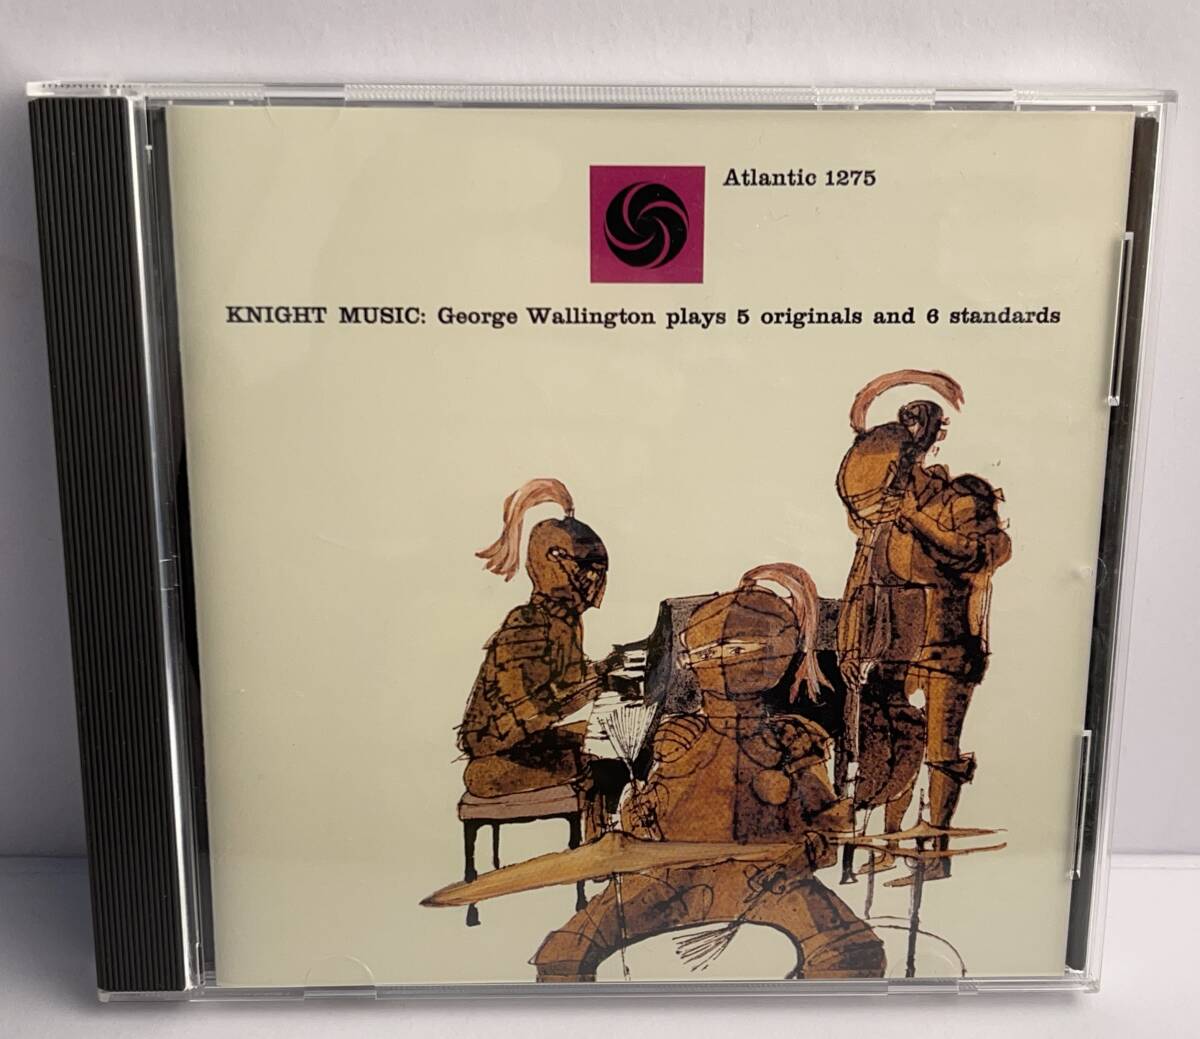 Atlantic 1275
KNIGHT MUSIC: George Wallington plays 5 originals and 6 standards